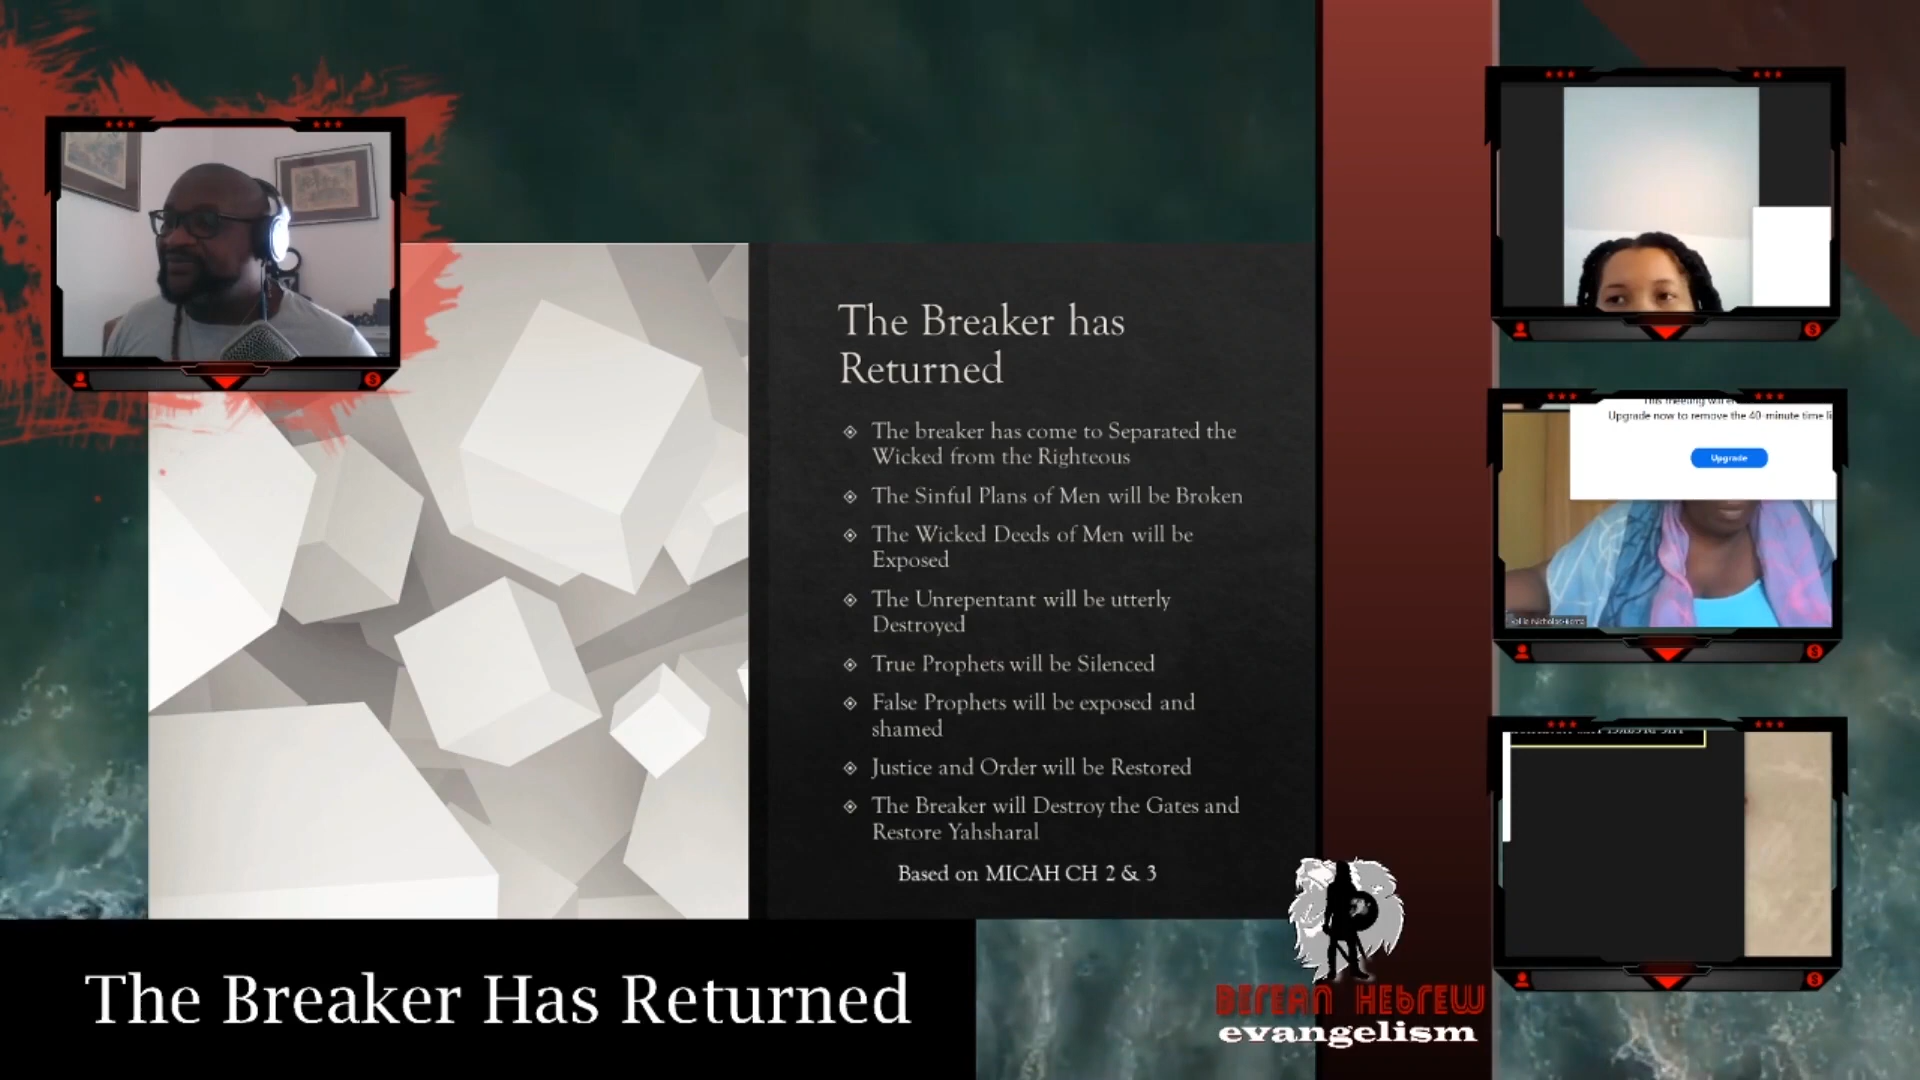 The Breaker has
Returned
The breaker has come to Separated the
Wicked from the Righteous
The Sinful Plans of Men will be Broken
The Wicked Deeds of Men will be
Exposed
The Unrepentant will be utterly
Destroyed
True Prophets will be Silenced
False Prophets will be exposed and
shamed
Justice and Order will be Restored
The Breaker will Destroy the Gates and
Restore Yahsharal
Based on MICAH CH 2 & 3
The Breaker Has Returned
BEREAN HEBREW
evangelism
This meeting will
Upgrade now to remove the 40-minute time
Upgrade